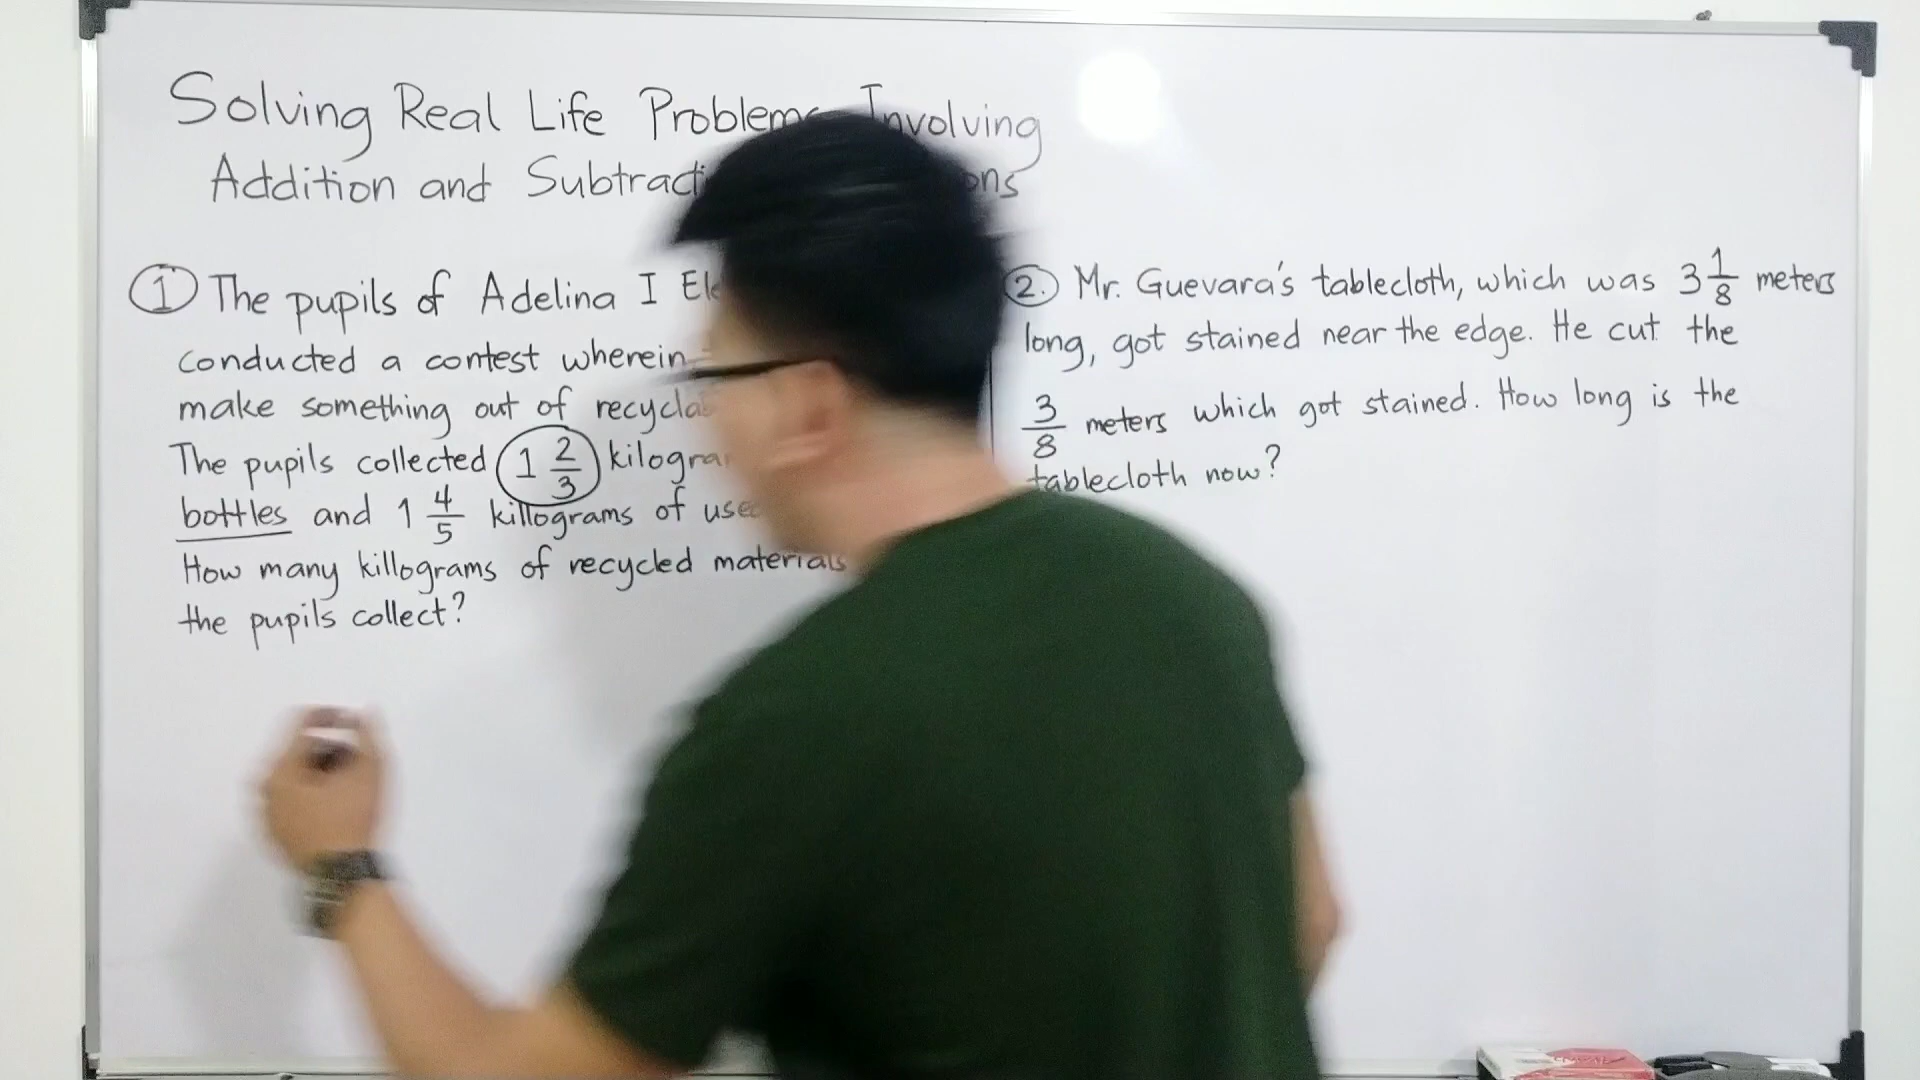 Solving Real Life Problems Involving
Addition and Subtracti ons
① The pupils of Adelina I Ele
conducted a contest wherein
make something out of recycla
The pupils collected 1 2/3 kilogra
bottles and 1 4/5 killograms of use
How many killograms of recycled materials
the pupils collect?
2. Mr. Guevara's tablecloth, which was 3 1/8 meters
long, got stained near the edge. He cut the
3/8 meters which got stained. How long is the
tablecloth now?